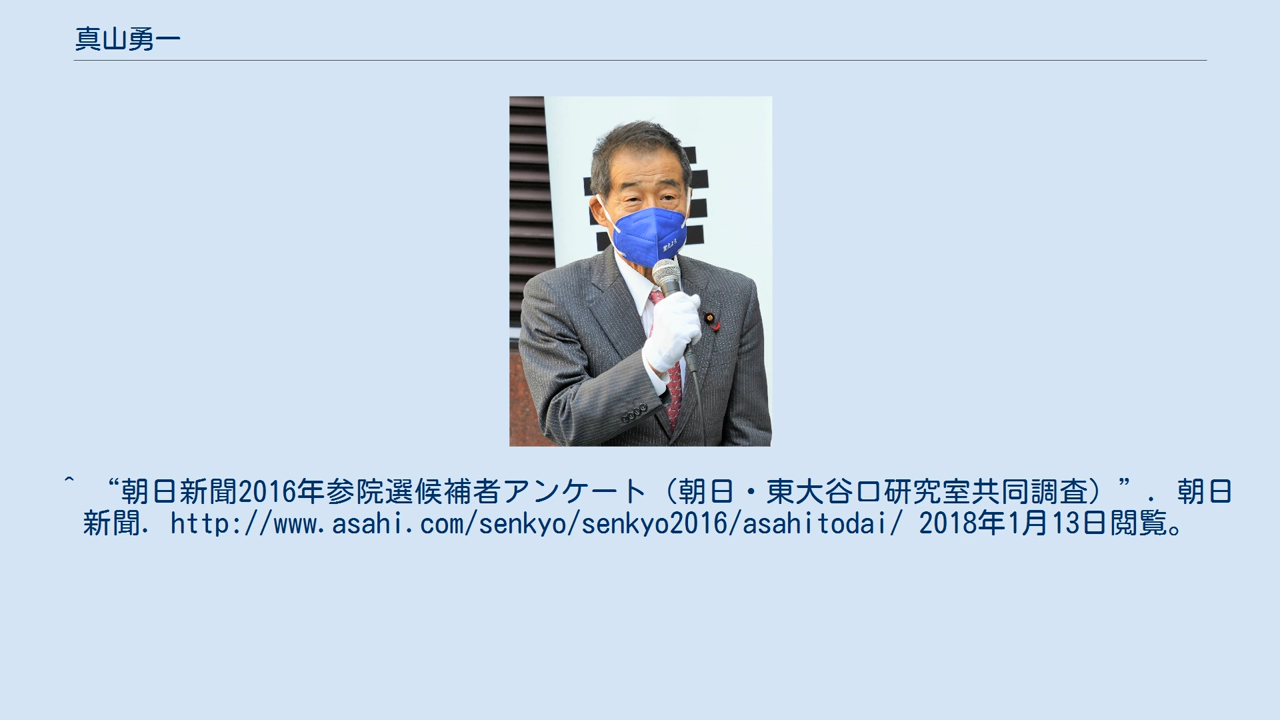 真山勇一
^ “朝日新聞2016年参院選候補者アンケート（朝日・東大谷口研究室共同調査）”. 朝日
新聞. http://www.asahi.com/senkyo/senkyo2016/asahitodai/ 2018年1月13日閲覧。